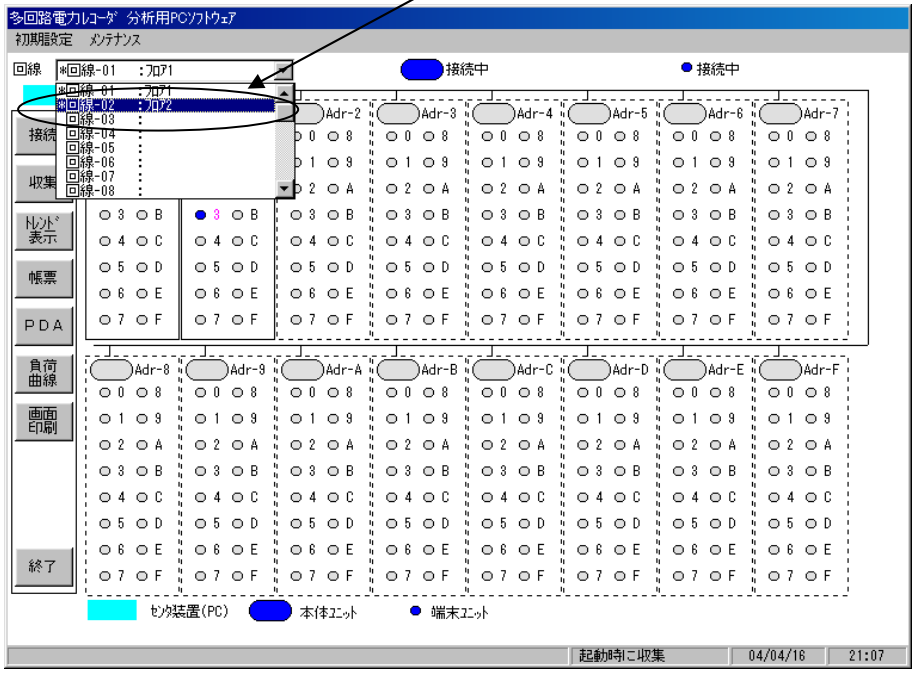 多回路電力ﾚｺｰﾀﾞ 分析用PCｿﾌﾄｳｪｱ
初期設定 ﾒﾝﾃﾅﾝｽ
回線 *回線-01 :ﾌﾛｱ1 接続中 接続中
*回線-01 :ﾌﾛｱ1
*回線-02 :ﾌﾛｱ2
回線-03 :
回線-04 :
回線-05 :
回線-06 :
回線-07 :
回線-08 :
接続
収集
ﾄﾚﾝﾄﾞ
表示
帳票
PDA
負荷
曲線
画面
印刷
終了
Adr-2 Adr-3 Adr-4 Adr-5 Adr-6 Adr-7
0 8 0 8 0 8 0 8 0 8 0 8
1 9 1 9 1 9 1 9 1 9 1 9
2 A 2 A 2 A 2 A 2 A 2 A
3 B 3 B 3 B 3 B 3 B 3 B 3 B 3 B
4 C 4 C 4 C 4 C 4 C 4 C 4 C 4 C
5 D 5 D 5 D 5 D 5 D 5 D 5 D 5 D
6 E 6 E 6 E 6 E 6 E 6 E 6 E 6 E
7 F 7 F 7 F 7 F 7 F 7 F 7 F 7 F
Adr-8 Adr-9 Adr-A Adr-B Adr-C Adr-D Adr-E Adr-F
0 8 0 8 0 8 0 8 0 8 0 8 0 8 0 8
1 9 1 9 1 9 1 9 1 9 1 9 1 9 1 9
2 A 2 A 2 A 2 A 2 A 2 A 2 A 2 A
3 B 3 B 3 B 3 B 3 B 3 B 3 B 3 B
4 C 4 C 4 C 4 C 4 C 4 C 4 C 4 C
5 D 5 D 5 D 5 D 5 D 5 D 5 D 5 D
6 E 6 E 6 E 6 E 6 E 6 E 6 E 6 E
7 F 7 F 7 F 7 F 7 F 7 F 7 F 7 F
ｾﾝﾀ装置(PC) 本体ﾕﾆｯﾄ 端末ﾕﾆｯﾄ
起動時に収集 04/04/16 21:07